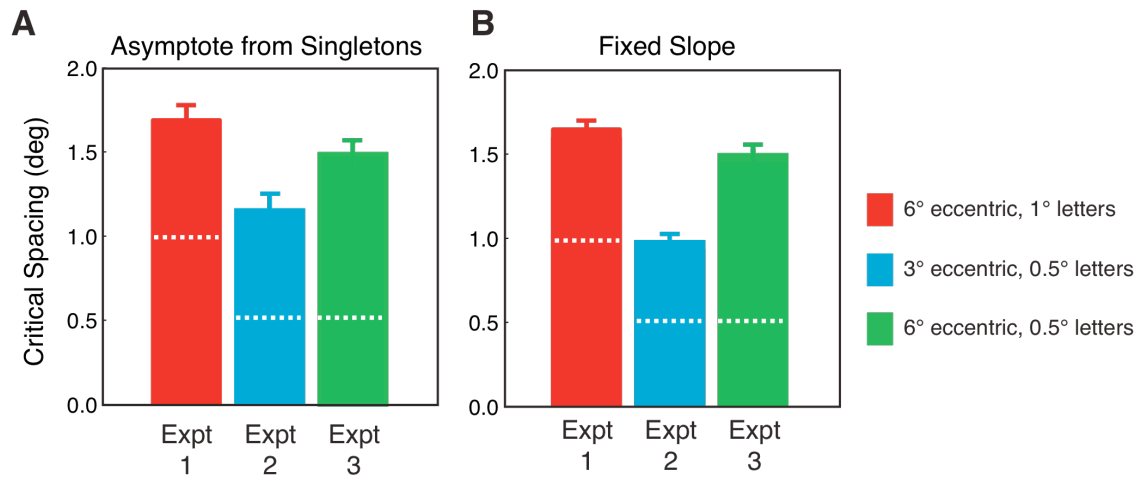 A
Asymptote from Singletons
Critical Spacing (deg)
2.0
1.5
1.0
0.5
0.0
Expt
1
Expt
2
Expt
3
B
Fixed Slope
2.0
1.5
1.0
0.5
0.0
Expt
1
Expt
2
Expt
3
6° eccentric, 1° letters
3° eccentric, 0.5° letters
6° eccentric, 0.5° letters